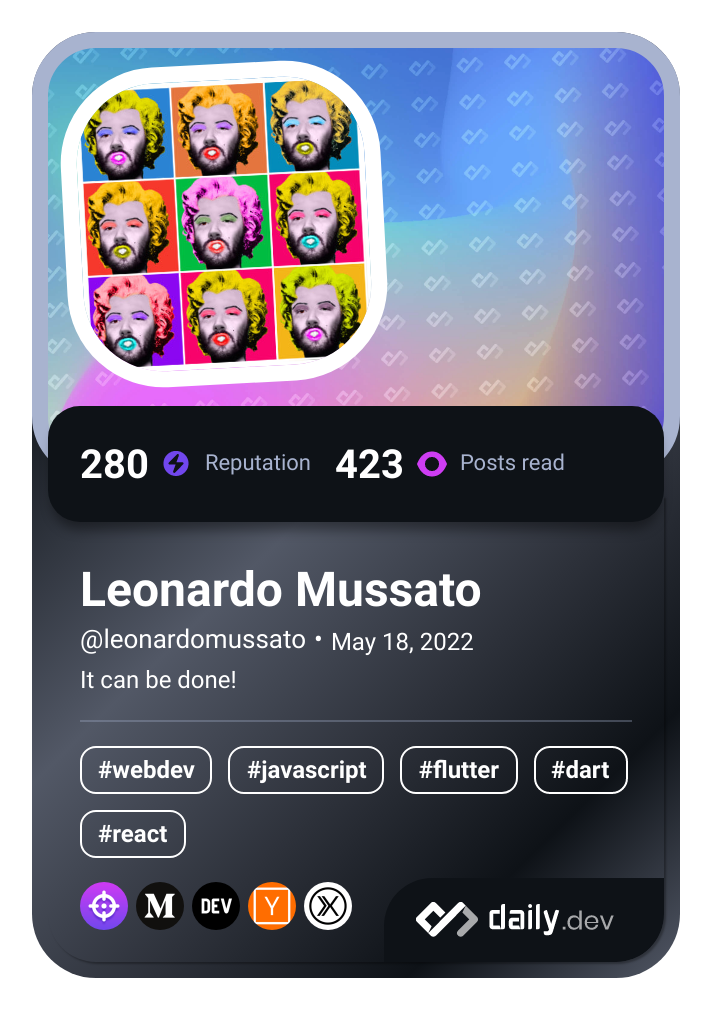 280 Reputation 423 Posts read
Leonardo Mussato
@leonardomussato • May 18, 2022
It can be done!
#webdev #javascript #flutter #dart
#react
M DEV Y
daily.dev